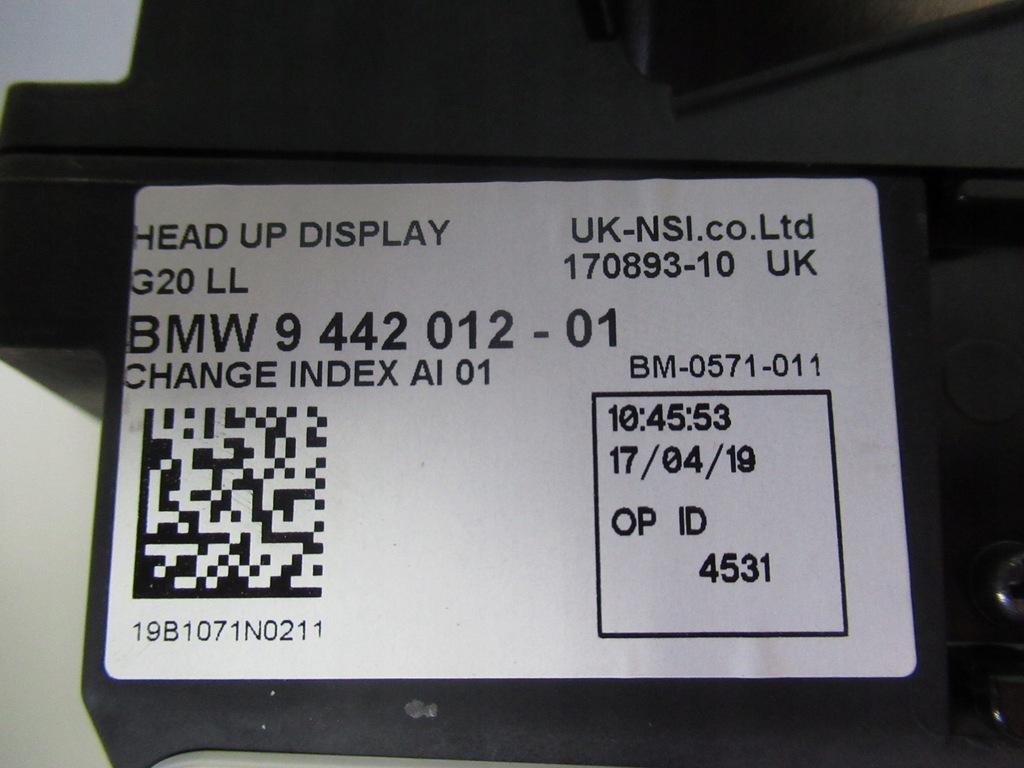 HEAD UP DISPLAY
G20 LL
BMW 9 442 012 - 01
CHANGE INDEX AI 01
UK-NSI.co.Ltd
170893-10 UK
BM-0571-011
10:45:53
17/04/19
OP ID
4531
19B1071N0211